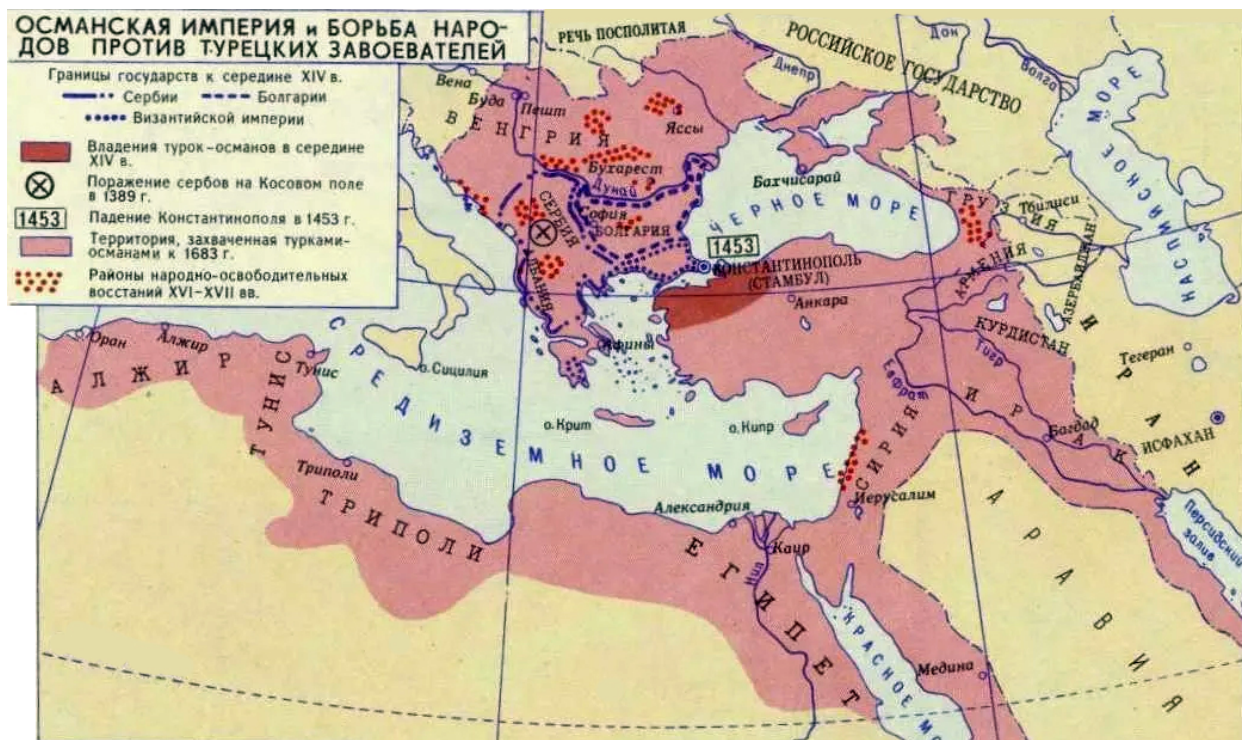 ОСМАНСКАЯ ИМПЕРИЯ и БОРЬБА НАРО-
ДОВ ПРОТИВ ТУРЕЦКИХ ЗАВОЕВАТЕЛЕЙ
Границы государств к середине XIV в.
Сербии
Болгарии
Византийской империи
Владения турок-османов в середине
XIV в.
Поражение сербов на Косовом поле
в 1389 г.
1453
Падение Константинополя в 1453 г.
Территория, захваченная турками-
османами к 1683 г.
Районы народно-освободительных
восстаний XVI–XVII вв.
РЕЧЬ ПОСПОЛИТАЯ
РОССИЙСКОЕ ГОСУДАРСТВО
Дон
Днепр
Волга
Вена
Буда
Пешт
ВЕНГРИЯ
Яссы
Бухарест
Дунай
СЕРБИЯ
София
БОЛГАРИЯ
АЛБАНИЯ
Бахчисарай
ЧЕРНОЕ МОРЕ
1453
КОНСТАНТИНОПОЛЬ
(СТАМБУЛ)
Анкара
Афины
ГРУЗИЯ
Тбилиси
АРМЕНИЯ
АЗЕРБАЙДЖАН
КАСПИЙСКОЕ МОРЕ
КУРДИСТАН
Тигр
Евфрат
Тегеран
ИРАН
ИСФАХАН
ИРАК
Багдад
Персидский
залив
СИРИЯ
Иерусалим
АРАВИЯ
Оран
Алжир
АЛЖИР
Тунис
ТУНИС
о. Сицилия
СРЕДИЗЕМНОЕ МОРЕ
о. Крит
о. Кипр
Триполи
ТРИПОЛИ
Александрия
Каир
Нил
ЕГИПЕТ
КРАСНОЕ МО
Медина